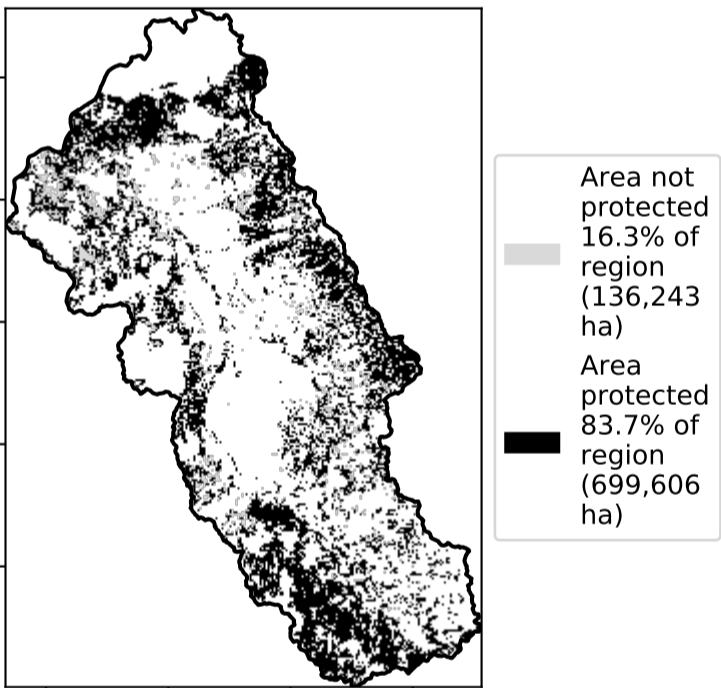 Area not
protected
16.3% of
region
(136,243
ha)
Area
protected
83.7% of
region
(699,606
ha)